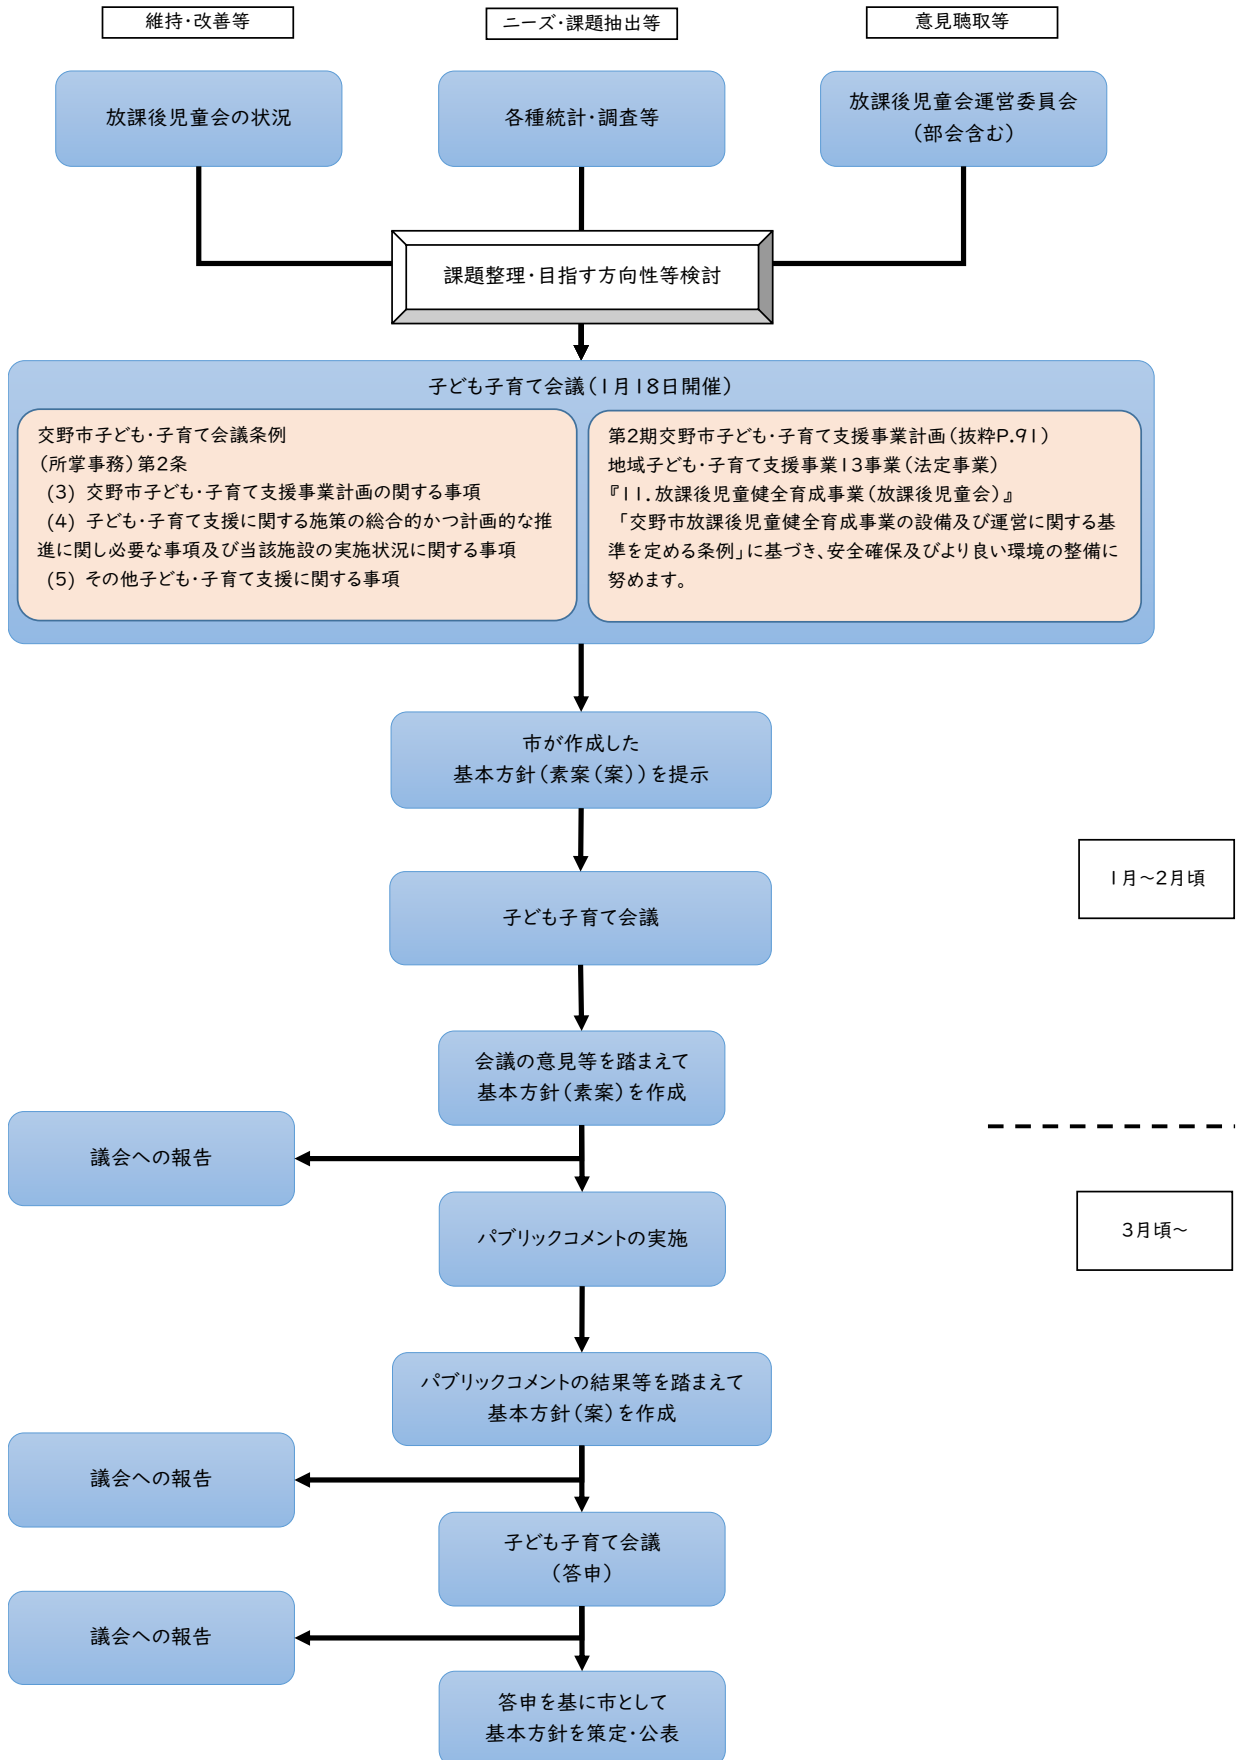 維持・改善等
ニーズ・課題抽出等
意見聴取等
放課後児童会の状況
各種統計・調査等
放課後児童会運営委員会
(部会含む)
課題整理・目指す方向性等検討
子ども子育て会議(1月18日開催)
交野市子ども・子育て会議条例
(所掌事務)第2条
(3) 交野市子ども・子育て支援事業計画の関する事項
(4) 子ども・子育て支援に関する施策の総合的かつ計画的な推
進に関し必要な事項及び当該施設の実施状況に関する事項
(5) その他子ども・子育て支援に関する事項
第2期交野市子ども・子育て支援事業計画(抜粋P.91)
地域子ども・子育て支援事業13事業(法定事業)
『11.放課後児童健全育成事業(放課後児童会)』
「交野市放課後児童健全育成事業の設備及び運営に関する基
準を定める条例」に基づき、安全確保及びより良い環境の整備に
努めます。
市が作成した
基本方針(素案(案))を提示
1月~2月頃
子ども子育て会議
会議の意見等を踏まえて
基本方針(素案)を作成
議会への報告
パブリックコメントの実施
3月頃~
パブリックコメントの結果等を踏まえて
基本方針(案)を作成
議会への報告
子ども子育て会議
(答申)
議会への報告
答申を基に市として
基本方針を策定・公表